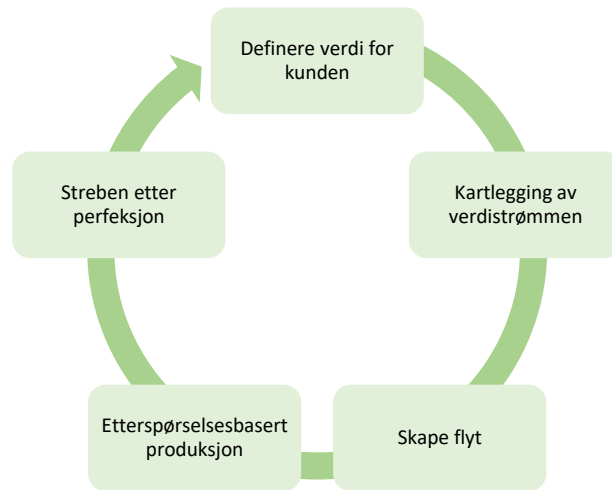 Definere verdi for
kunden
Kartlegging av
verdistrømmen
Skape flyt
Etterspørselsesbasert
produksjon
Streben etter
perfeksjon